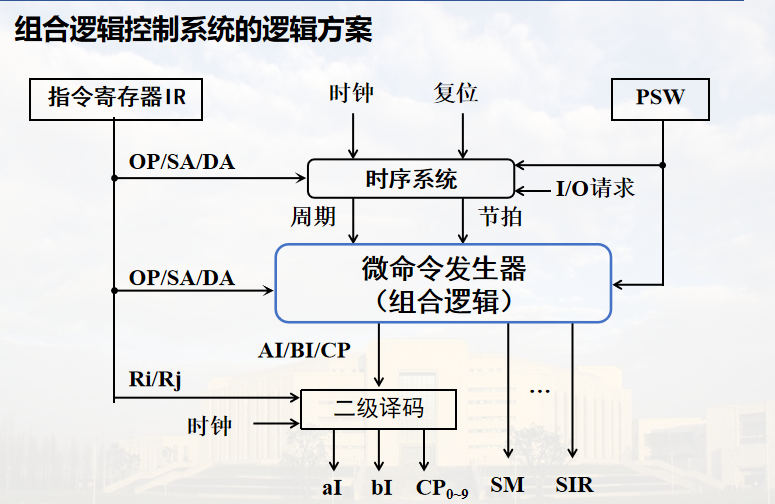 组合逻辑控制系统的逻辑方案
指令寄存器IR
时钟
复位
PSW
OP/SA/DA
时序系统
I/O请求
周期
节拍
OP/SA/DA
微命令发生器
（组合逻辑）
AI/BI/CP
Ri/Rj
二级译码
…
时钟
aI
bI
CP0~9
SM
SIR